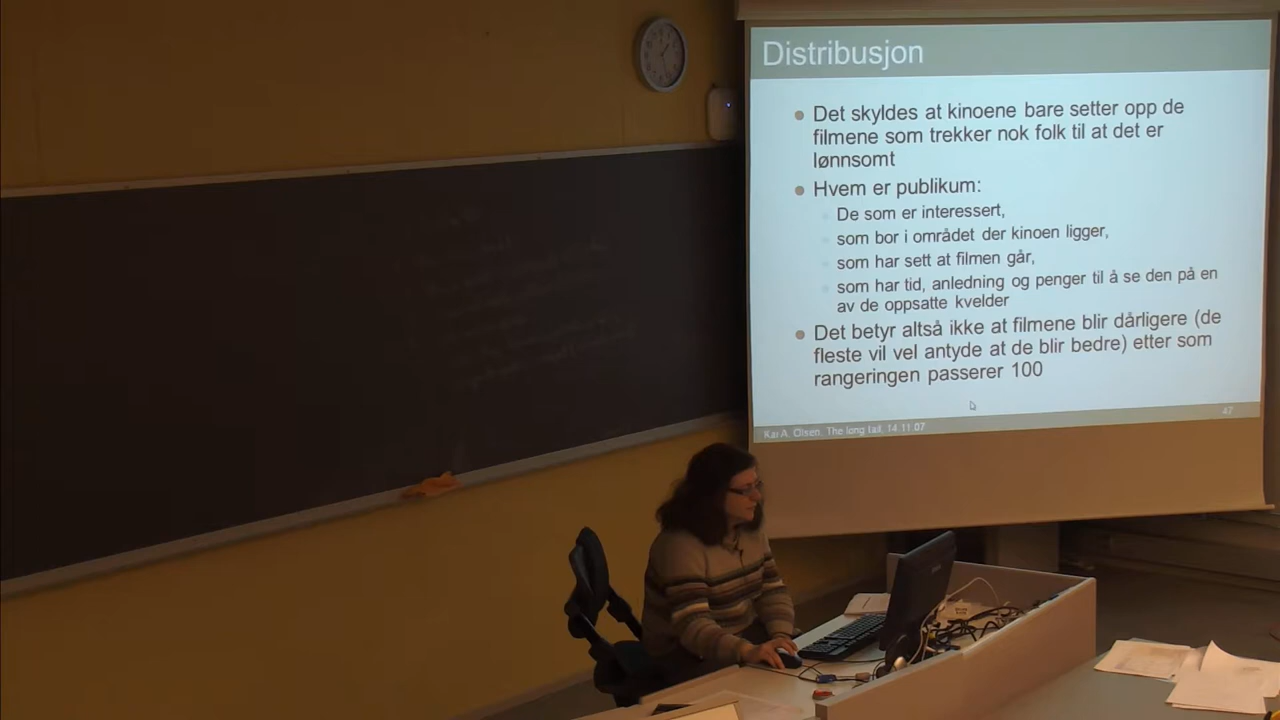 Distribusjon
Det skyldes at kinoene bare setter opp de
filmene som trekker nok folk til at det er
lønnsomt
Hvem er publikum:
De som er interessert,
som bor i området der kinoen ligger,
som har sett at filmen går,
som har tid, anledning og penger til å se den på en
av de oppsatte kvelder
Det betyr altså ikke at filmene blir dårligere (de
fleste vil vel antyde at de blir bedre) etter som
rangeringen passerer 100
47
Kai A. Olsen, The long tail, 14.11.07